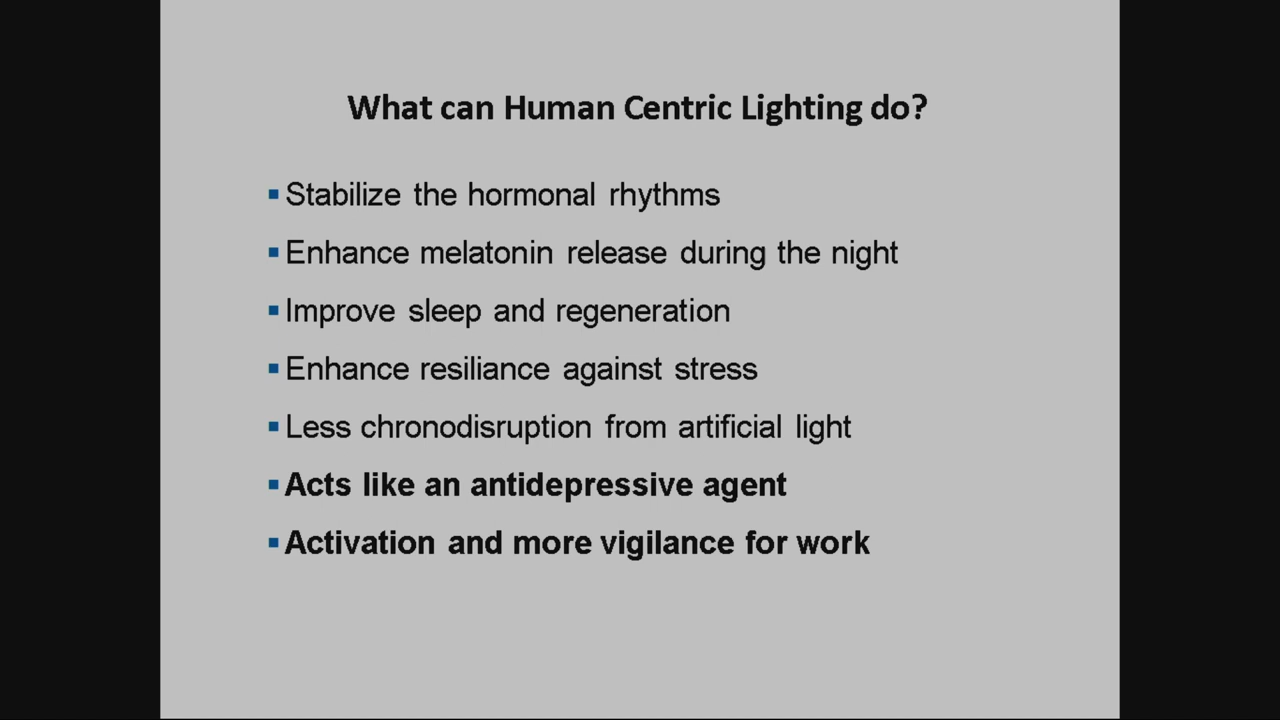 What can Human Centric Lighting do?
▪Stabilize the hormonal rhythms
▪Enhance melatonin release during the night
▪Improve sleep and regeneration
▪Enhance resiliance against stress
▪Less chronodisruption from artificial light
▪Acts like an antidepressive agent
▪Activation and more vigilance for work